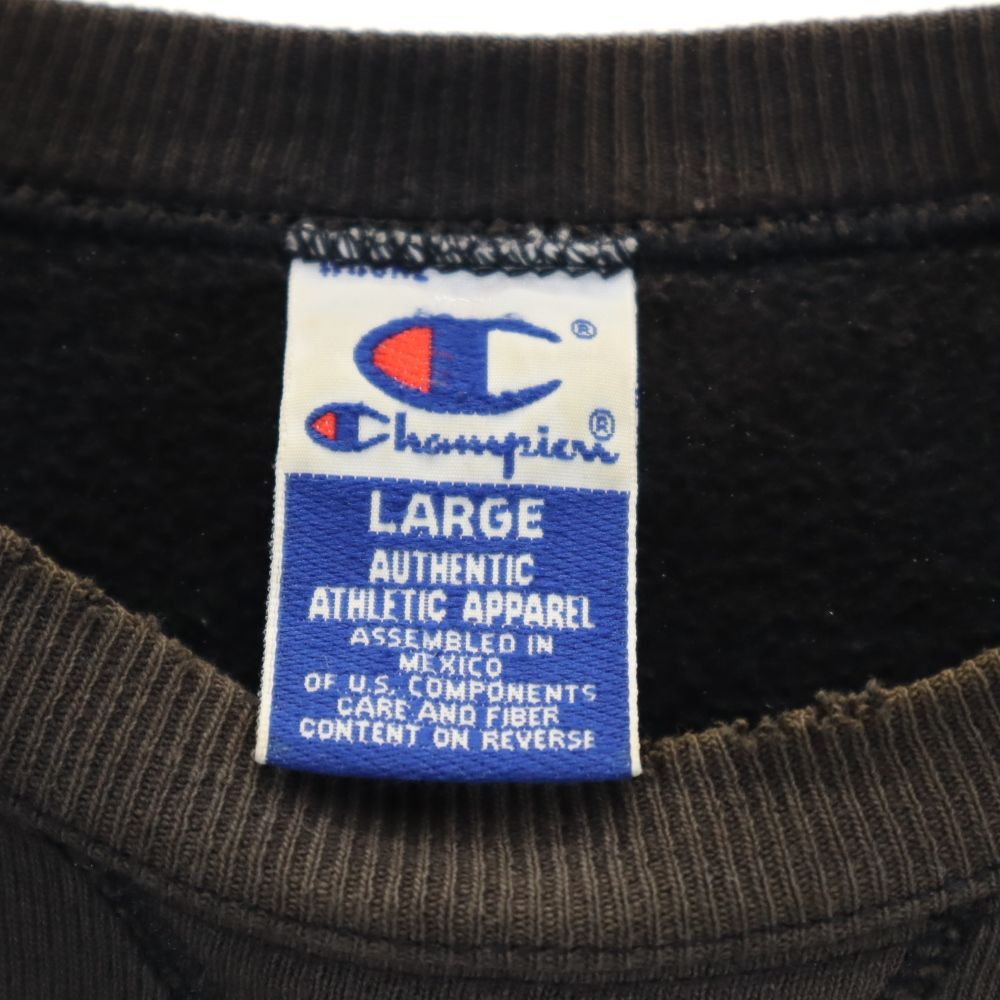 ®
Champion®
LARGE
AUTHENTIC
ATHLETIC APPAREL
ASSEMBLED IN
MEXICO
OF U.S. COMPONENTS
CARE AND FIBER
CONTENT ON REVERSE